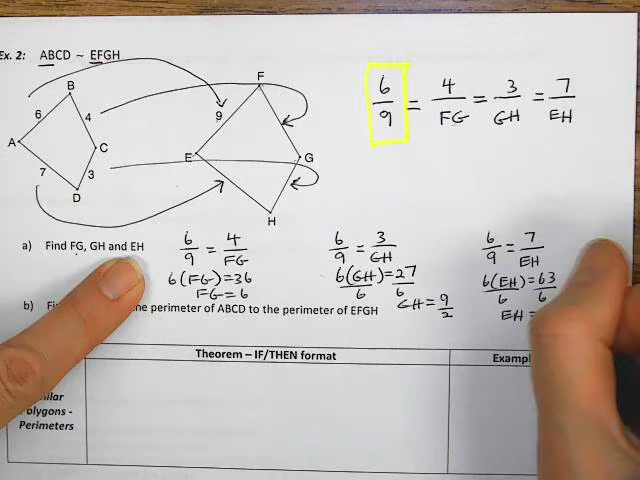 Ex. 2: ABCD ~ EFGH
B
6
4
A
C
7
3
D
F
9
E
G
H
6/9 = 4/FG = 3/GH = 7/EH
a) Find FG, GH and EH
6/9 = 4/FG
6(FG)=36
FG=6
6/9 = 3/GH
6(GH)/6=27/6
GH=9/2
6/9 = 7/EH
6(EH)/6=63/6
EH=
b) he perimeter of ABCD to the perimeter of EFGH
Theorem – IF/THEN format
Exampl
ilar
olygons -
Perimeters